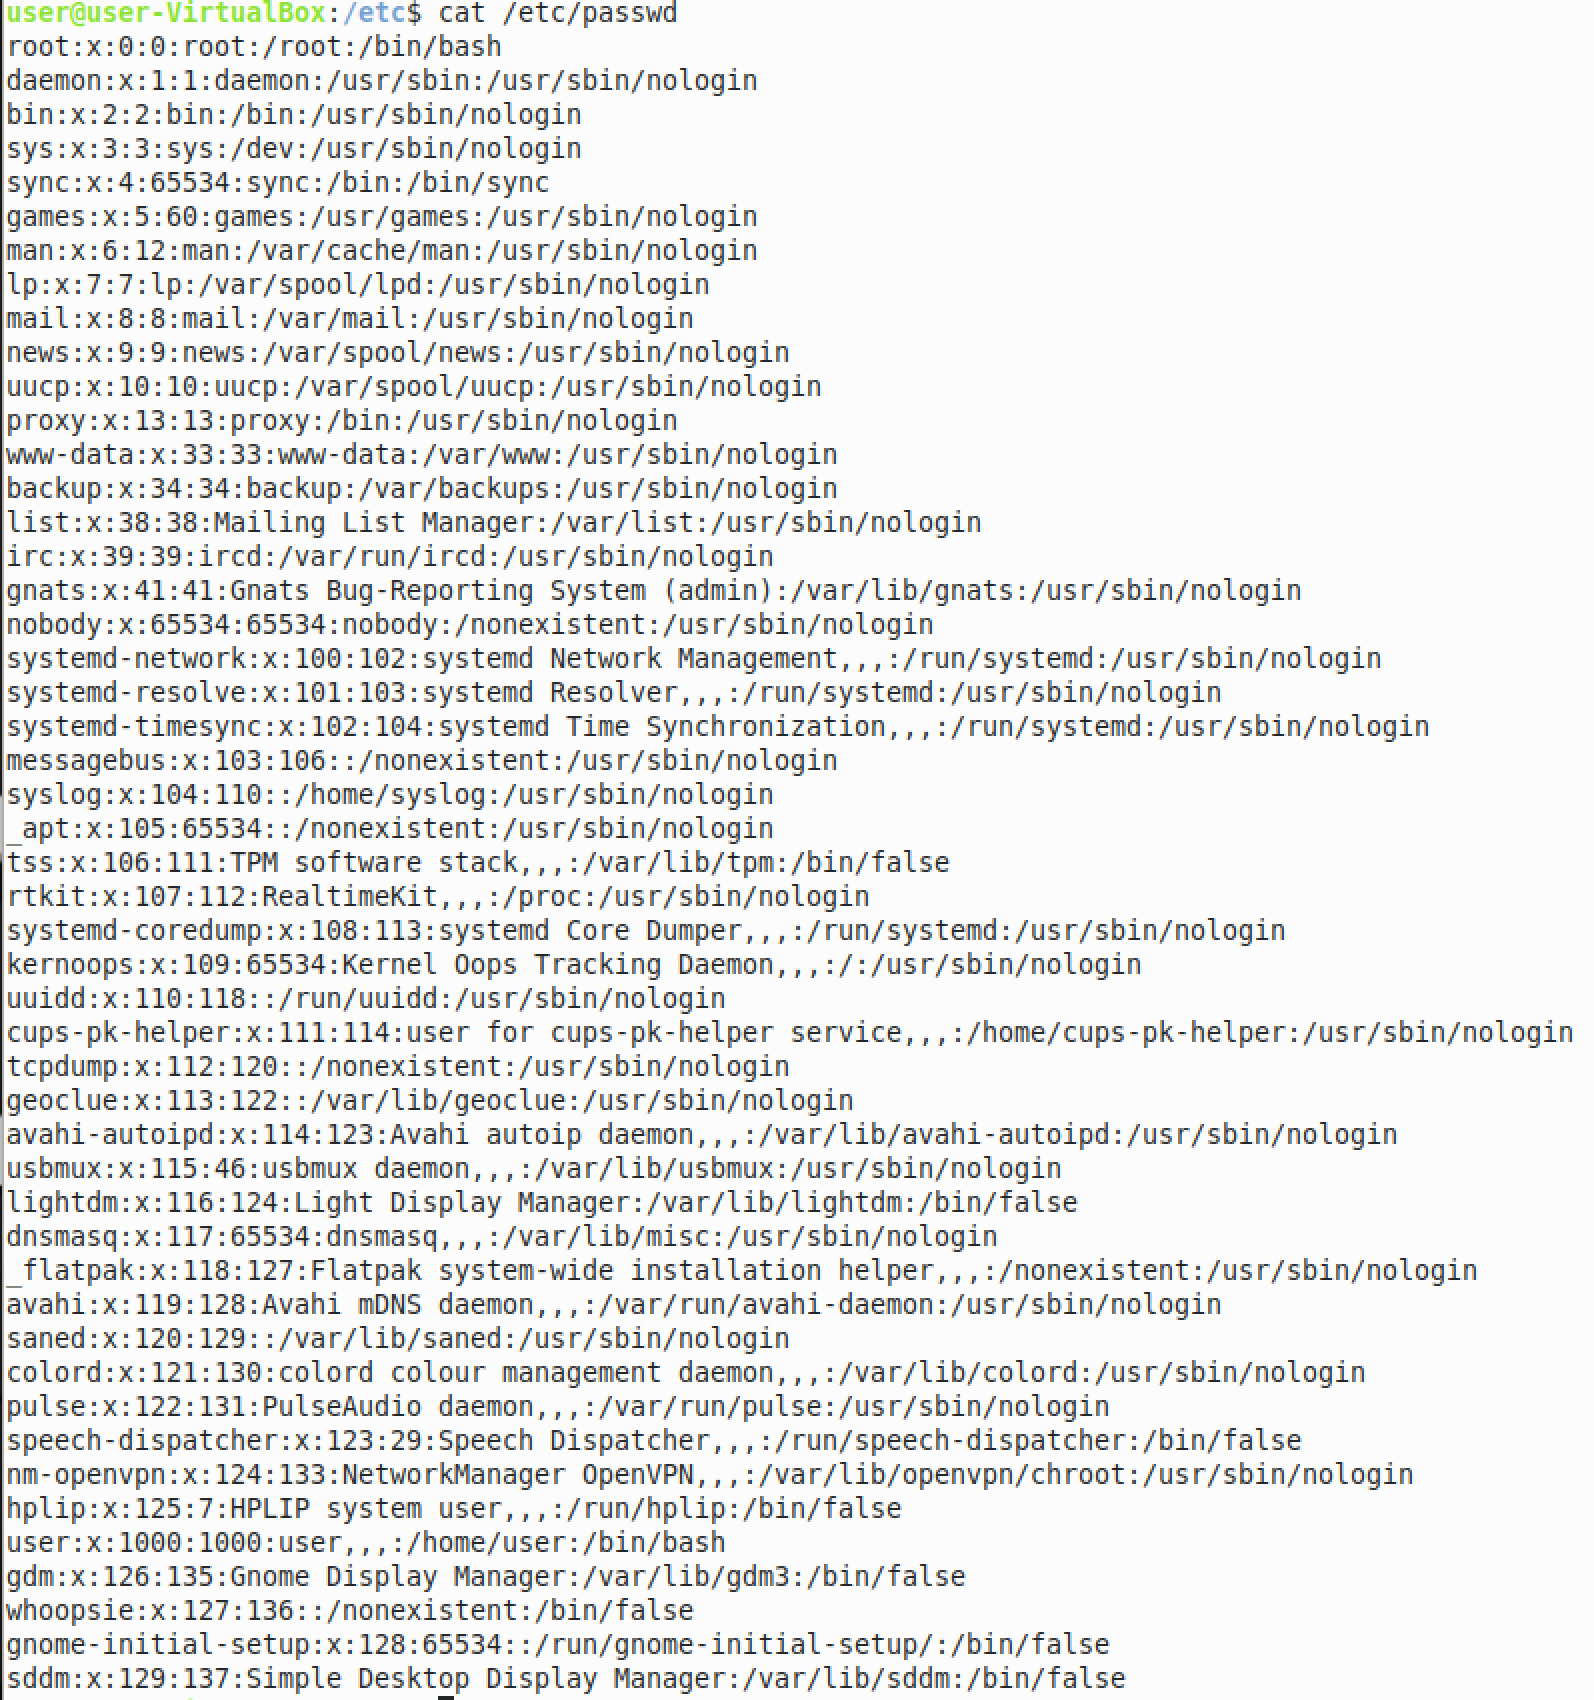 user@user-VirtualBox:/etc$ cat /etc/passwd
root:x:0:0:root:/root:/bin/bash
daemon:x:1:1:daemon:/usr/sbin:/usr/sbin/nologin
bin:x:2:2:bin:/bin:/usr/sbin/nologin
sys:x:3:3:sys:/dev:/usr/sbin/nologin
sync:x:4:65534:sync:/bin:/bin/sync
games:x:5:60:games:/usr/games:/usr/sbin/nologin
man:x:6:12:man:/var/cache/man:/usr/sbin/nologin
lp:x:7:7:lp:/var/spool/lpd:/usr/sbin/nologin
mail:x:8:8:mail:/var/mail:/usr/sbin/nologin
news:x:9:9:news:/var/spool/news:/usr/sbin/nologin
uucp:x:10:10:uucp:/var/spool/uucp:/usr/sbin/nologin
proxy:x:13:13:proxy:/bin:/usr/sbin/nologin
www-data:x:33:33:www-data:/var/www:/usr/sbin/nologin
backup:x:34:34:backup:/var/backups:/usr/sbin/nologin
list:x:38:38:Mailing List Manager:/var/list:/usr/sbin/nologin
irc:x:39:39:ircd:/var/run/ircd:/usr/sbin/nologin
gnats:x:41:41:Gnats Bug-Reporting System (admin):/var/lib/gnats:/usr/sbin/nologin
nobody:x:65534:65534:nobody:/nonexistent:/usr/sbin/nologin
systemd-network:x:100:102:systemd Network Management,,,:/run/systemd:/usr/sbin/nologin
systemd-resolve:x:101:103:systemd Resolver,,,:/run/systemd:/usr/sbin/nologin
systemd-timesync:x:102:104:systemd Time Synchronization,,,:/run/systemd:/usr/sbin/nologin
messagebus:x:103:106::/nonexistent:/usr/sbin/nologin
syslog:x:104:110::/home/syslog:/usr/sbin/nologin
_apt:x:105:65534::/nonexistent:/usr/sbin/nologin
tss:x:106:111:TPM software stack,,,:/var/lib/tpm:/bin/false
rtkit:x:107:112:RealtimeKit,,,:/proc:/usr/sbin/nologin
systemd-coredump:x:108:113:systemd Core Dumper,,,:/run/systemd:/usr/sbin/nologin
kernoops:x:109:65534:Kernel Oops Tracking Daemon,,,:/:/usr/sbin/nologin
uuidd:x:110:118::/run/uuidd:/usr/sbin/nologin
cups-pk-helper:x:111:114:user for cups-pk-helper service,,,:/home/cups-pk-helper:/usr/sbin/nologin
tcpdump:x:112:120::/nonexistent:/usr/sbin/nologin
geoclue:x:113:122::/var/lib/geoclue:/usr/sbin/nologin
avahi-autoipd:x:114:123:Avahi autoip daemon,,,:/var/lib/avahi-autoipd:/usr/sbin/nologin
usbmux:x:115:46:usbmux daemon,,,:/var/lib/usbmux:/usr/sbin/nologin
lightdm:x:116:124:Light Display Manager:/var/lib/lightdm:/bin/false
dnsmasq:x:117:65534:dnsmasq,,,:/var/lib/misc:/usr/sbin/nologin
_flatpak:x:118:127:Flatpak system-wide installation helper,,,:/nonexistent:/usr/sbin/nologin
avahi:x:119:128:Avahi mDNS daemon,,,:/var/run/avahi-daemon:/usr/sbin/nologin
saned:x:120:129::/var/lib/saned:/usr/sbin/nologin
colord:x:121:130:colord colour management daemon,,,:/var/lib/colord:/usr/sbin/nologin
pulse:x:122:131:PulseAudio daemon,,,:/var/run/pulse:/usr/sbin/nologin
speech-dispatcher:x:123:29:Speech Dispatcher,,,:/run/speech-dispatcher:/bin/false
nm-openvpn:x:124:133:NetworkManager OpenVPN,,,:/var/lib/openvpn/chroot:/usr/sbin/nologin
hplip:x:125:7:HPLIP system user,,,:/run/hplip:/bin/false
user:x:1000:1000:user,,,:/home/user:/bin/bash
gdm:x:126:135:Gnome Display Manager:/var/lib/gdm3:/bin/false
whoopsie:x:127:136::/nonexistent:/bin/false
gnome-initial-setup:x:128:65534::/run/gnome-initial-setup/:/bin/false
sddm:x:129:137:Simple Desktop Display Manager:/var/lib/sddm:/bin/false